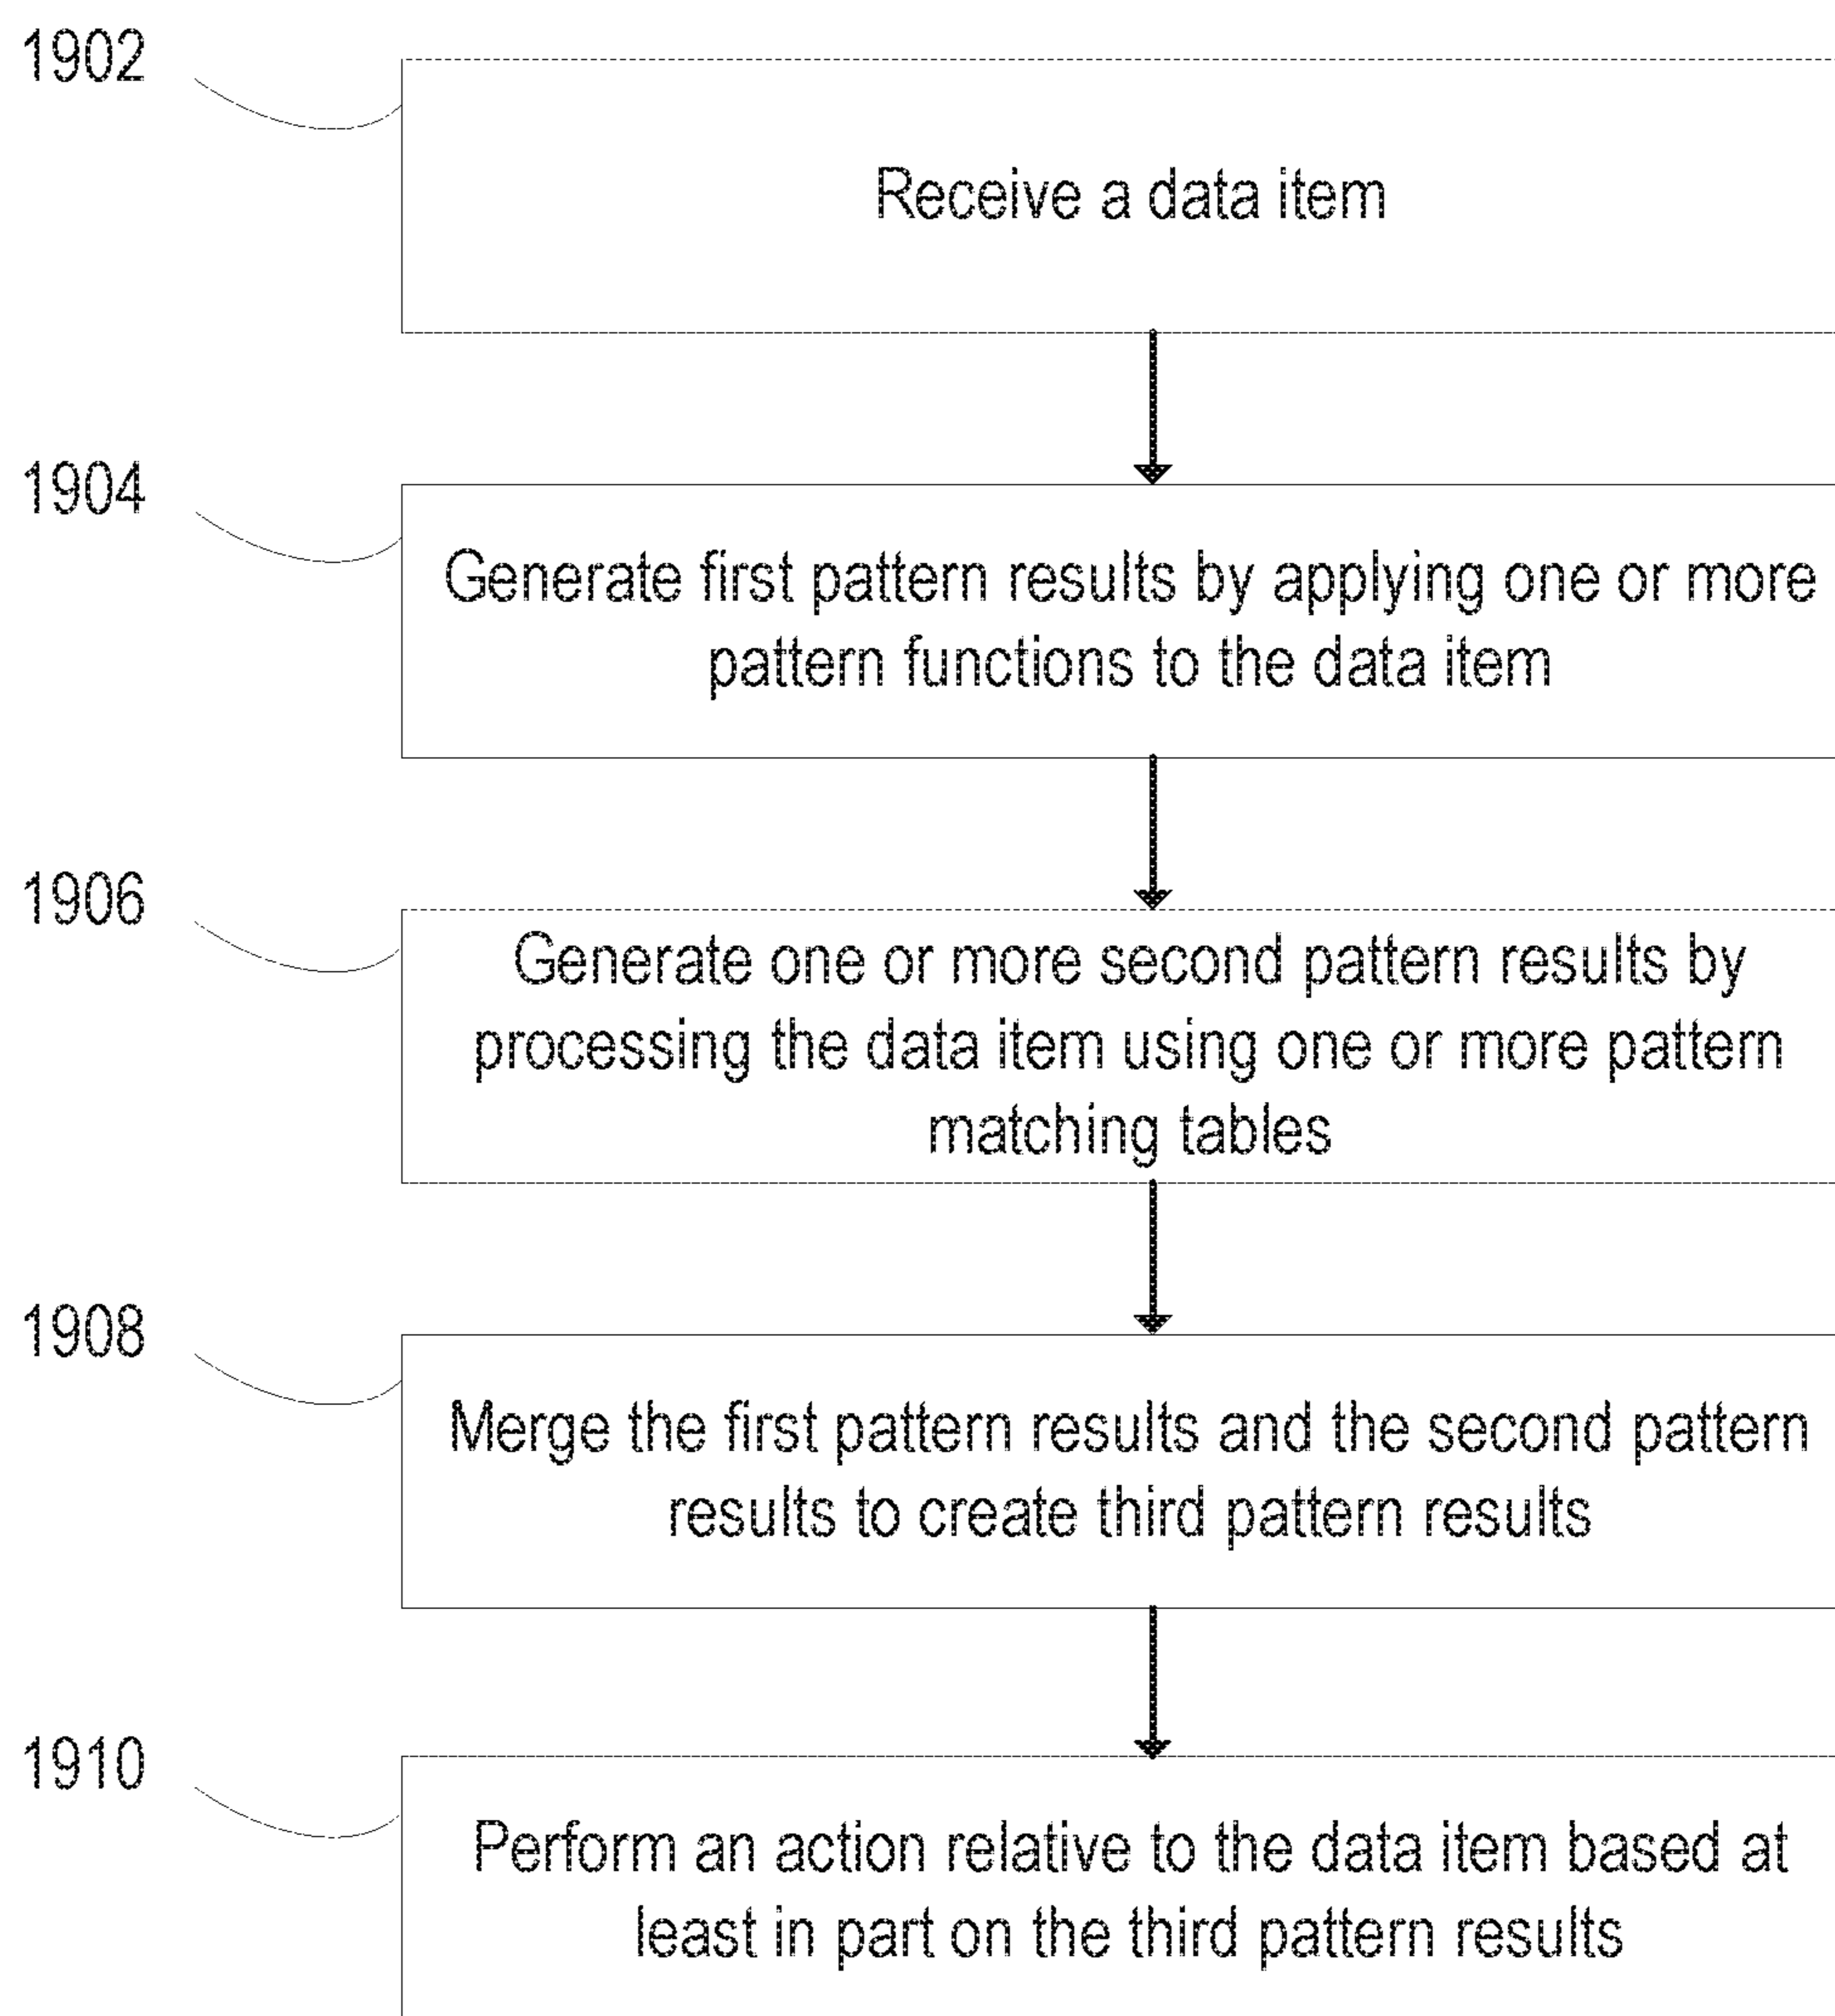 1902
Receive a data item
1904
Generate first pattern results by applying one or more
pattern functions to the data item
1906
Generate one or more second pattern results by
processing the data item using one or more pattern
matching tables
1908
Merge the first pattern results and the second pattern
results to create third pattern results
1910
Perform an action relative to the data item based at
least in part on the third pattern results